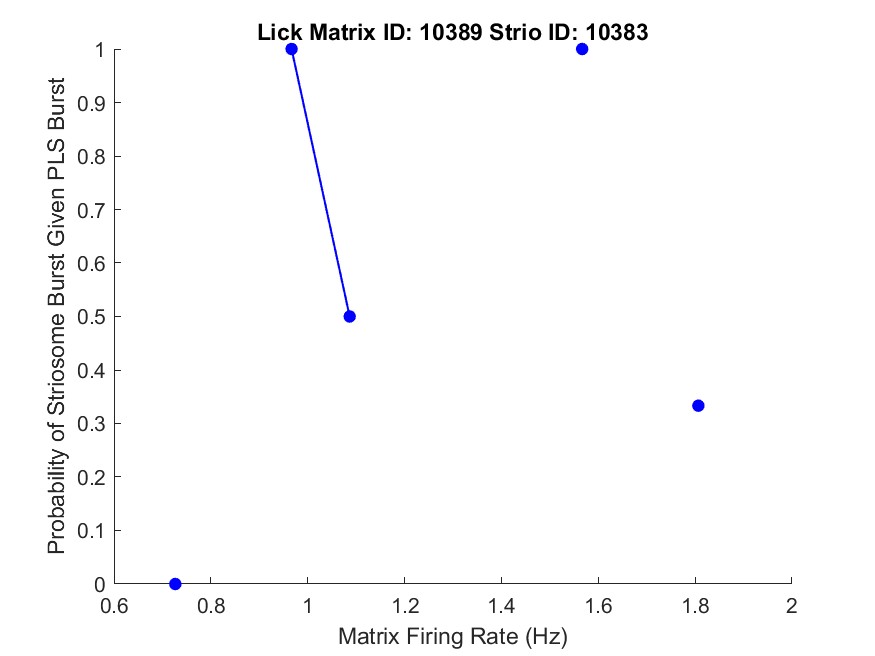 Lick Matrix ID: 10389 Strio ID: 10383
Probability of Striosome Burst Given PLS Burst
1
0.9
0.8
0.7
0.6
0.5
0.4
0.3
0.2
0.1
0
0.6 0.8 1 1.2 1.4 1.6 1.8 2
Matrix Firing Rate (Hz)